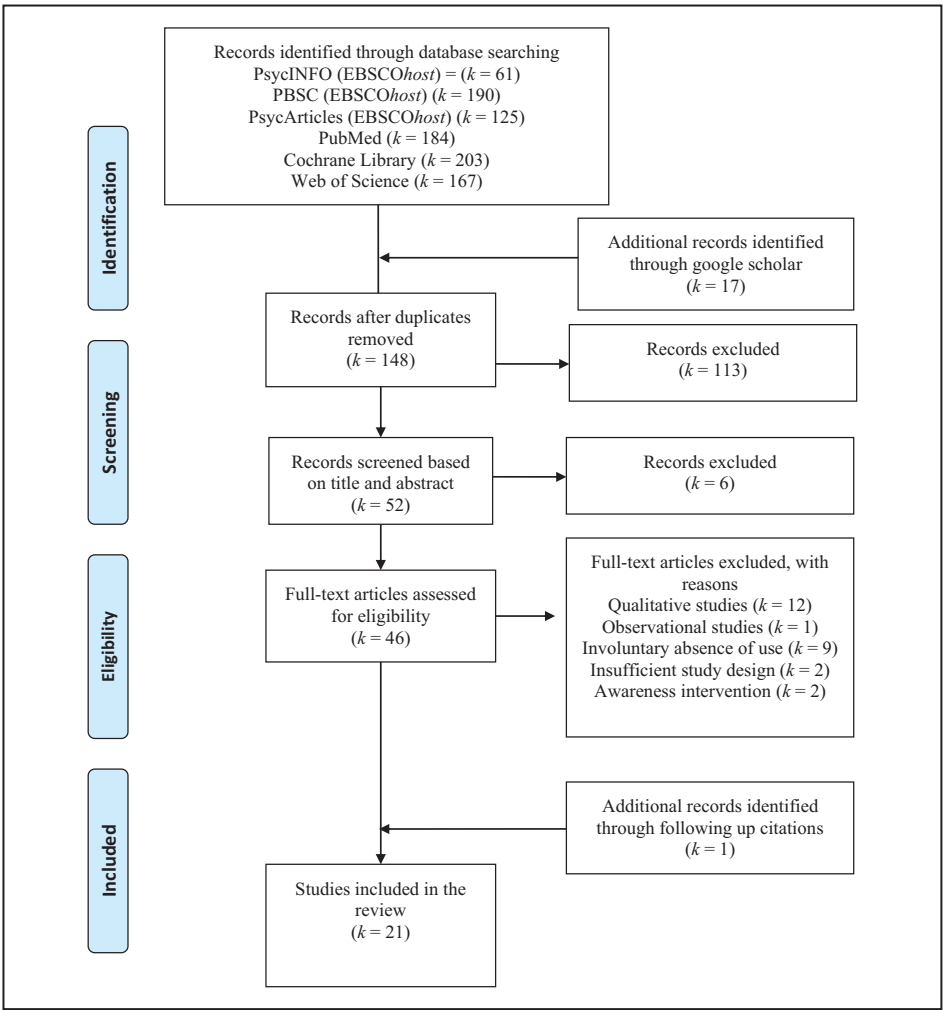 Records identified through database searching
PsycINFO (EBSCOhost) = (k = 61)
PBSC (EBSCOhost) (k = 190)
PsycArticles (EBSCOhost) (k = 125)
PubMed (k = 184)
Cochrane Library (k = 203)
Web of Science (k = 167)
Identification
Additional records identified
through google scholar
(k = 17)
Records after duplicates
removed
(k = 148)
Records excluded
(k = 113)
Screening
Records screened based
on title and abstract
(k = 52)
Records excluded
(k = 6)
Eligibility
Full-text articles assessed
for eligibility
(k = 46)
Full-text articles excluded, with
reasons
Qualitative studies (k = 12)
Observational studies (k = 1)
Involuntary absence of use (k = 9)
Insufficient study design (k = 2)
Awareness intervention (k = 2)
Included
Additional records identified
through following up citations
(k = 1)
Studies included in the
review
(k = 21)